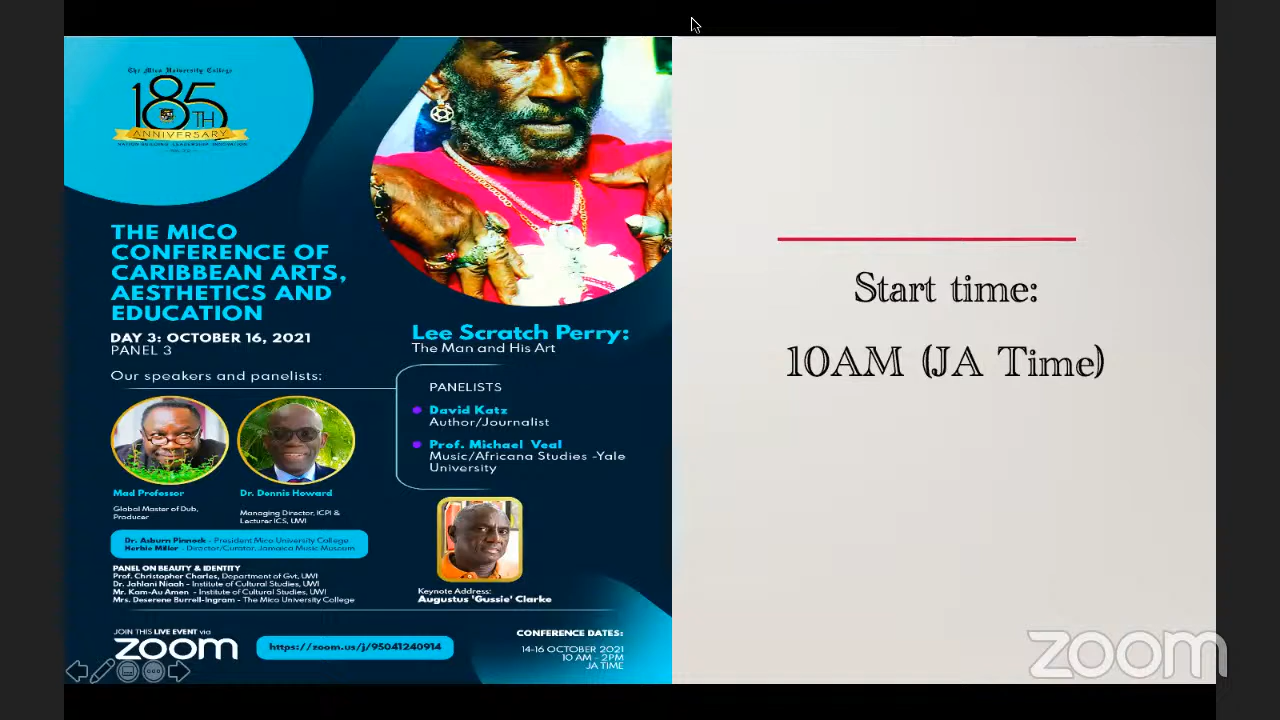 The Mico University College
185TH
ANNIVERSARY
NATION BUILDING LEADERSHIP INNOVATION
THE MICO
CONFERENCE OF
CARIBBEAN ARTS,
AESTHETICS AND
EDUCATION
DAY 3: OCTOBER 16, 2021
PANEL 3
Our speakers and panelists:
Mad Professor
Global Master of Dub,
Producer
Dr. Dennis Howard
Managing Director, ICPI &
Lecturer ICS, UWI
Dr. Asburn Pinnock - President Mico University College
Herbie Miller - Director/Curator, Jamaica Music Museum
PANEL ON BEAUTY & IDENTITY
Prof. Christopher Charles, Department of Gvt, UWI
Dr. Jahlani Niaah - Institute of Cultural Studies, UWI
Mr. Kam-Au Amen - Institute of Cultural Studies, UWI
Mrs. Deserene Burrell-Ingram - The Mico University College
JOIN THIS LIVE EVENT via
zoom
https://zoom.us/j/95041240914
Lee Scratch Perry:
The Man and His Art
PANELISTS
David Katz
Author/Journalist
Prof. Michael Veal
Music/Africana Studies -Yale
University
Keynote Address:
Augustus 'Gussie' Clarke
CONFERENCE DATES:
14-16 OCTOBER 2021
10 AM - 2PM
JA TIME
Start time:
10AM (JA Time)
zoom